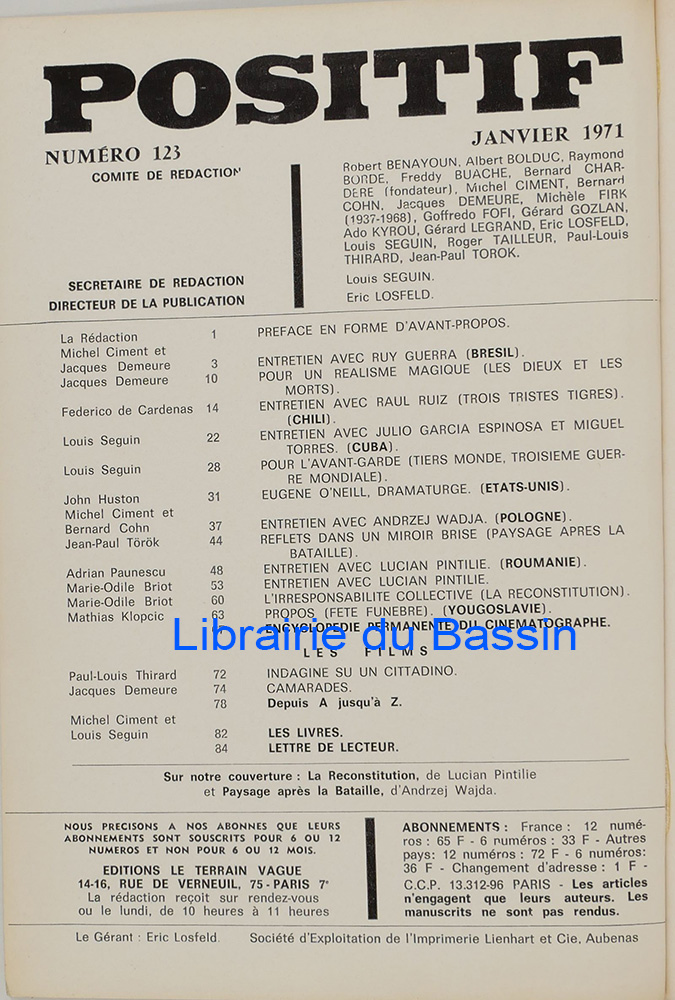 POSITIF
NUMÉRO 123
JANVIER 1971
COMITE DE REDACTION
Robert BENAYOUN, Albert BOLDUC, Raymond
BORDE, Freddy BUACHE, Bernard CHAR-
DERE (fondateur), Michel CIMENT, Bernard
COHN, Jacques DEMEURE, Michèle FIRK
(1937-1968), Goffredo FOFI, Gérard GOZLAN,
Ado KYROU, Gérard LEGRAND, Eric LOSFELD,
Louis SEGUIN, Roger TAILLEUR, Paul-Louis
THIRARD, Jean-Paul TOROK.
SECRETAIRE DE REDACTION
Louis SEGUIN.
DIRECTEUR DE LA PUBLICATION
Eric LOSFELD.
La Rédaction 1 PREFACE EN FORME D'AVANT-PROPOS.
Michel Ciment et
Jacques Demeure 3 ENTRETIEN AVEC RUY GUERRA (BRESIL).
Jacques Demeure 10 POUR UN REALISME MAGIQUE (LES DIEUX ET LES
MORTS).
Federico de Cardenas 14 ENTRETIEN AVEC RAUL RUIZ (TROIS TRISTES TIGRES).
(CHILI).
Louis Seguin 22 ENTRETIEN AVEC JULIO GARCIA ESPINOSA ET MIGUEL
TORRES. (CUBA).
Louis Seguin 28 POUR L'AVANT-GARDE (TIERS MONDE, TROISIEME GUER-
RE MONDIALE).
John Huston 31 EUGENE O'NEILL, DRAMATURGE. (ETATS-UNIS).
Michel Ciment et
Bernard Cohn 37 ENTRETIEN AVEC ANDRZEJ WADJA. (POLOGNE).
Jean-Paul Török 44 REFLETS DANS UN MIROIR BRISE (PAYSAGE APRES LA
BATAILLE).
Adrian Paunescu 48 ENTRETIEN AVEC LUCIAN PINTILIE. (ROUMANIE).
Marie-Odile Briot 53 ENTRETIEN AVEC LUCIAN PINTILIE.
Marie-Odile Briot 60 L'IRRESPONSABILITE COLLECTIVE (LA RECONSTITUTION).
Mathias Klopcic 63 PROPOS (FETE FUNEBRE). (YOUGOSLAVIE).
ENCYCLOPEDIE PERMANENTE DU CINEMATOGRAPHE.
Librairie du Bassin
LES FILMS
Paul-Louis Thirard 72 INDAGINE SU UN CITTADINO.
Jacques Demeure 74 CAMARADES.
78 Depuis A jusqu'à Z.
Michel Ciment et
Louis Seguin 82 LES LIVRES.
84 LETTRE DE LECTEUR.
Sur notre couverture : La Reconstitution, de Lucian Pintilie
et Paysage après la Bataille, d'Andrzej Wajda.
NOUS PRECISONS A NOS ABONNES QUE LEURS
ABONNEMENTS SONT SOUSCRITS POUR 6 OU 12
NUMEROS ET NON POUR 6 OU 12 MOIS.
EDITIONS LE TERRAIN VAGUE
14-16, RUE DE VERNEUIL, 75 - PARIS 7e
La rédaction reçoit sur rendez-vous
ou le lundi, de 10 heures à 11 heures
ABONNEMENTS : France : 12 numé-
ros : 65 F - 6 numéros : 33 F - Autres
pays: 12 numéros : 72 F - 6 numéros:
36 F - Changement d'adresse : 1 F -
C.C.P. 13.312-96 PARIS - Les articles
n'engagent que leurs auteurs. Les
manuscrits ne sont pas rendus.
Le Gérant : Eric Losfeld. Société d'Exploitation de l'Imprimerie Lienhart et Cie, Aubenas